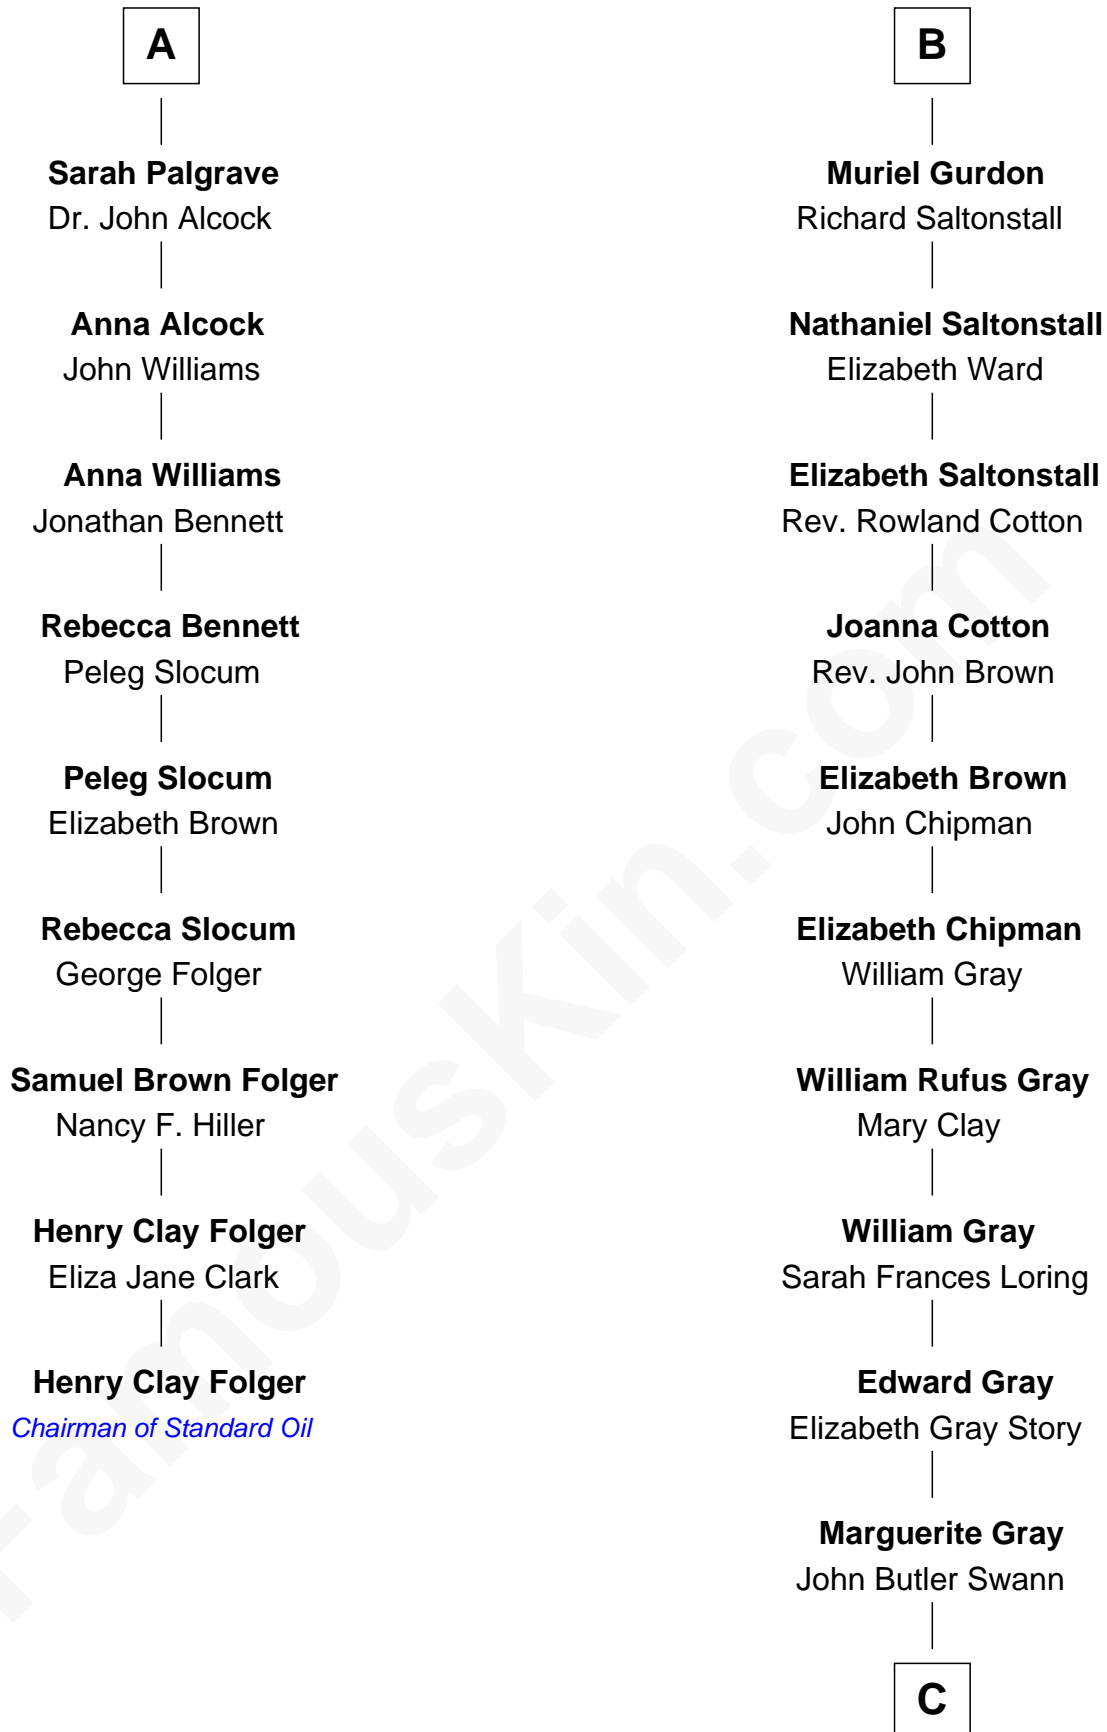 A
Sarah Palgrave
Dr. John Alcock
Anna Alcock
John Williams
Anna Williams
Jonathan Bennett
Rebecca Bennett
Peleg Slocum
Peleg Slocum
Elizabeth Brown
Rebecca Slocum
George Folger
Samuel Brown Folger
Nancy F. Hiller
Henry Clay Folger
Eliza Jane Clark
Henry Clay Folger
Chairman of Standard Oil
B
Muriel Gurdon
Richard Saltonstall
Nathaniel Saltonstall
Elizabeth Ward
Elizabeth Saltonstall
Rev. Rowland Cotton
Joanna Cotton
Rev. John Brown
Elizabeth Brown
John Chipman
Elizabeth Chipman
William Gray
William Rufus Gray
Mary Clay
William Gray
Sarah Frances Loring
Edward Gray
Elizabeth Gray Story
Marguerite Gray
John Butler Swann
C
FamousKin.com